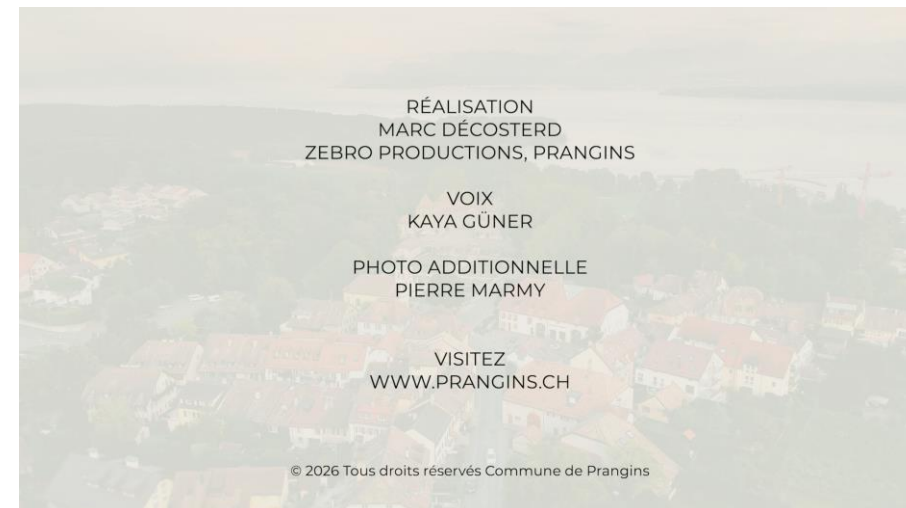 RÉALISATION
MARC DÉCOSTERD
ZEBRO PRODUCTIONS, PRANGINS
VOIX
KAYA GÜNER
PHOTO ADDITIONNELLE
PIERRE MARMY
VISITEZ
WWW.PRANGINS.CH
© 2026 Tous droits réservés Commune de Prangins